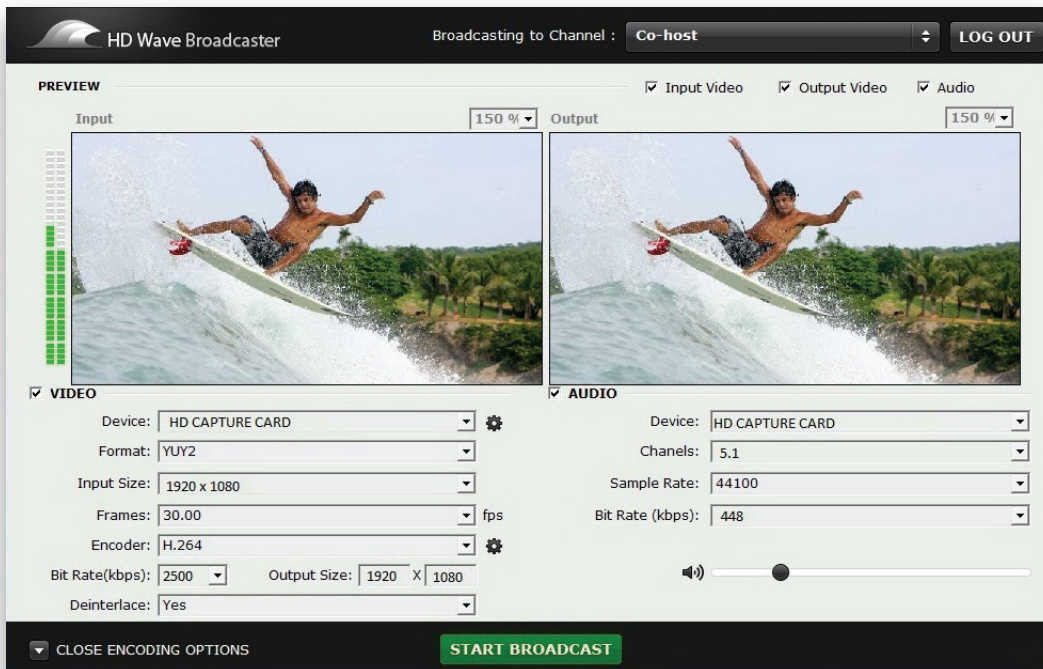 HD Wave Broadcaster
Broadcasting to Channel :
Co-host
LOG OUT
PREVIEW
Input Video
Output Video
Audio
Input
150 %
Output
150 %
VIDEO
Device: HD CAPTURE CARD
Format: YUY2
Input Size: 1920 x 1080
Frames: 30.00 fps
Encoder: H.264
Bit Rate(kbps): 2500 Output Size: 1920 X 1080
Deinterlace: Yes
AUDIO
Device: HD CAPTURE CARD
Chanels: 5.1
Sample Rate: 44100
Bit Rate (kbps): 448
CLOSE ENCODING OPTIONS
START BROADCAST